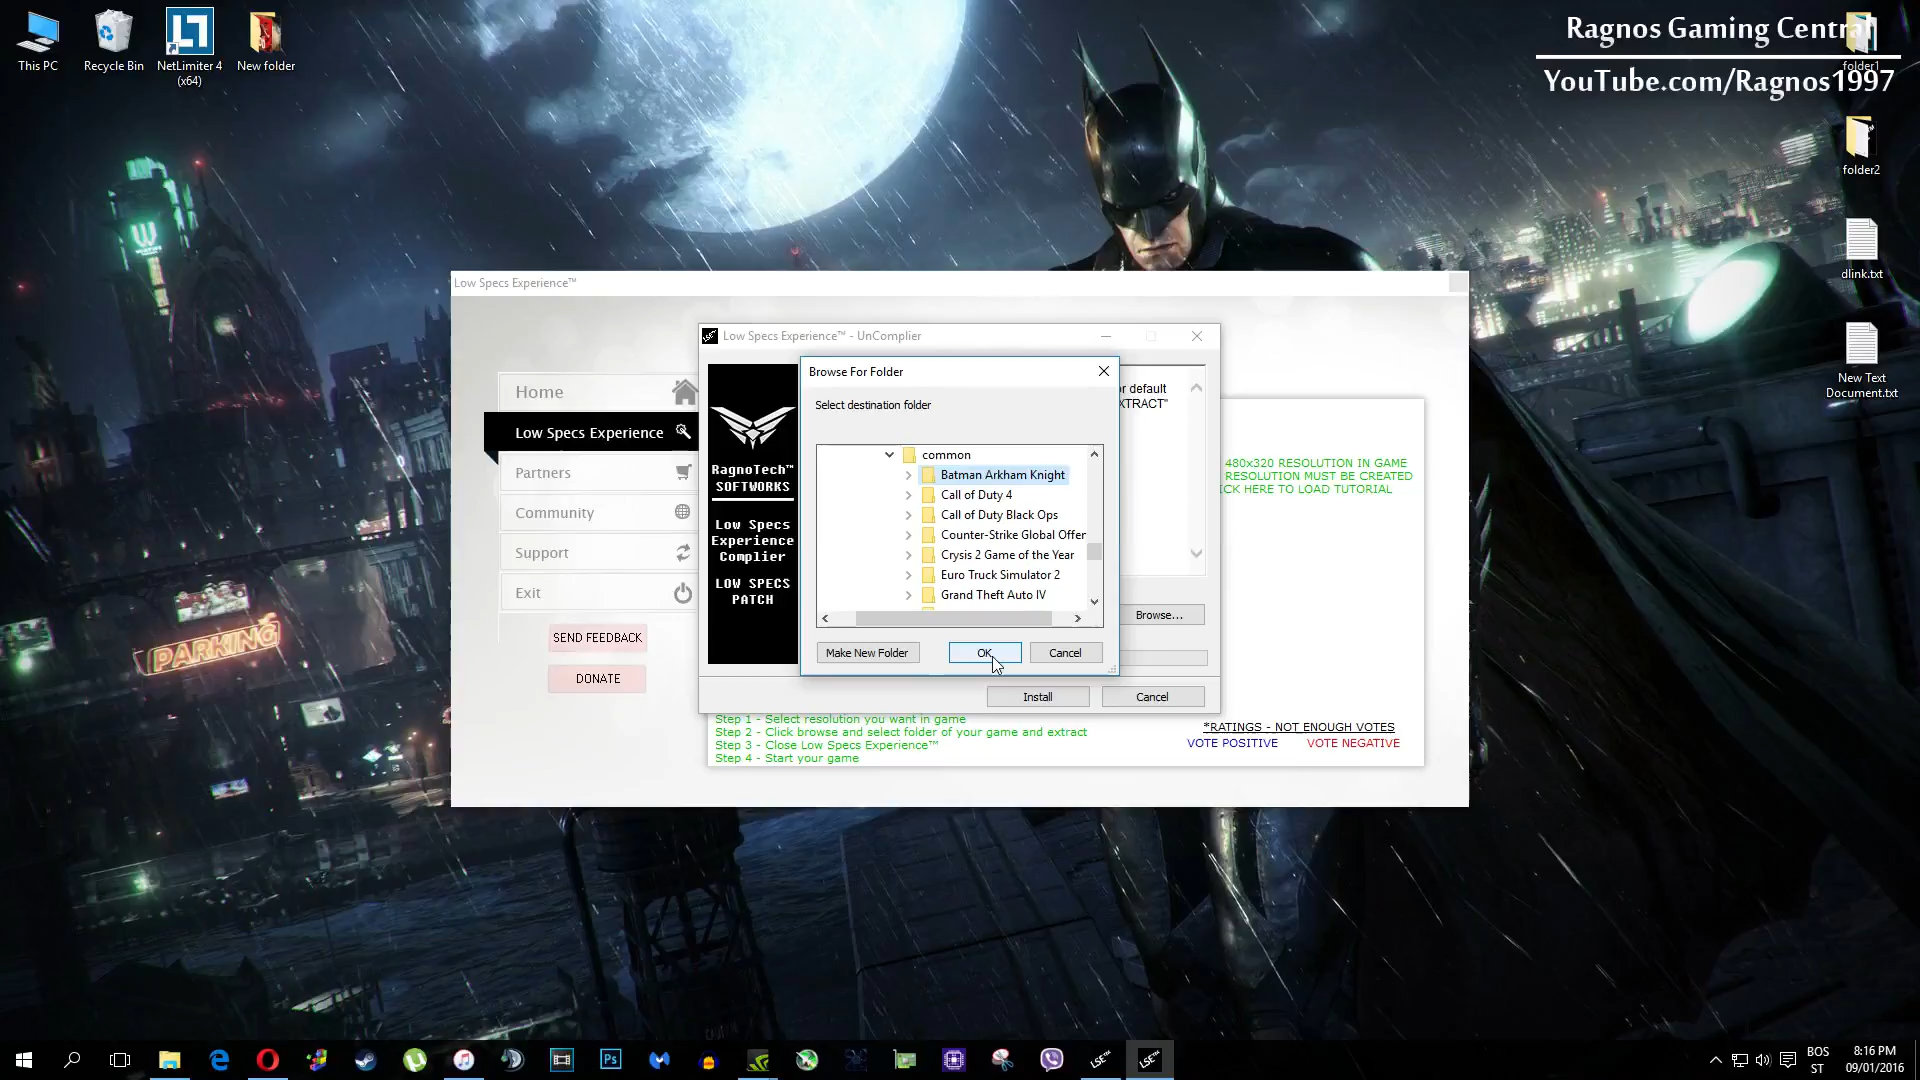 This PC
Recycle Bin
NetLimiter 4
(x64)
New folder
Ragnos Gaming Central
YouTube.com/Ragnos1997
folder1
folder2
dlink.txt
New Text
Document.txt
Low Specs Experience™
Home
Low Specs Experience
Partners
Community
Support
Exit
SEND FEEDBACK
DONATE
Low Specs Experience™ - UnComplier
RagnoTech™
SOFTWORKS
Low Specs
Experience
Complier
LOW SPECS
PATCH
or default
XTRACT"
Browse...
Install
Cancel
Browse For Folder
Select destination folder
common
Batman Arkham Knight
Call of Duty 4
Call of Duty Black Ops
Counter-Strike Global Offer
Crysis 2 Game of the Year
Euro Truck Simulator 2
Grand Theft Auto IV
Make New Folder
OK
Cancel
480x320 RESOLUTION IN GAME
RESOLUTION MUST BE CREATED
ICK HERE TO LOAD TUTORIAL
Step 1 - Select resolution you want in game
Step 2 - Click browse and select folder of your game and extract
Step 3 - Close Low Specs Experience™
Step 4 - Start your game
*RATINGS - NOT ENOUGH VOTES
VOTE POSITIVE
VOTE NEGATIVE
PARKING
Ps
LSE™
LSE™
BOS
ST
8:16 PM
09/01/2016